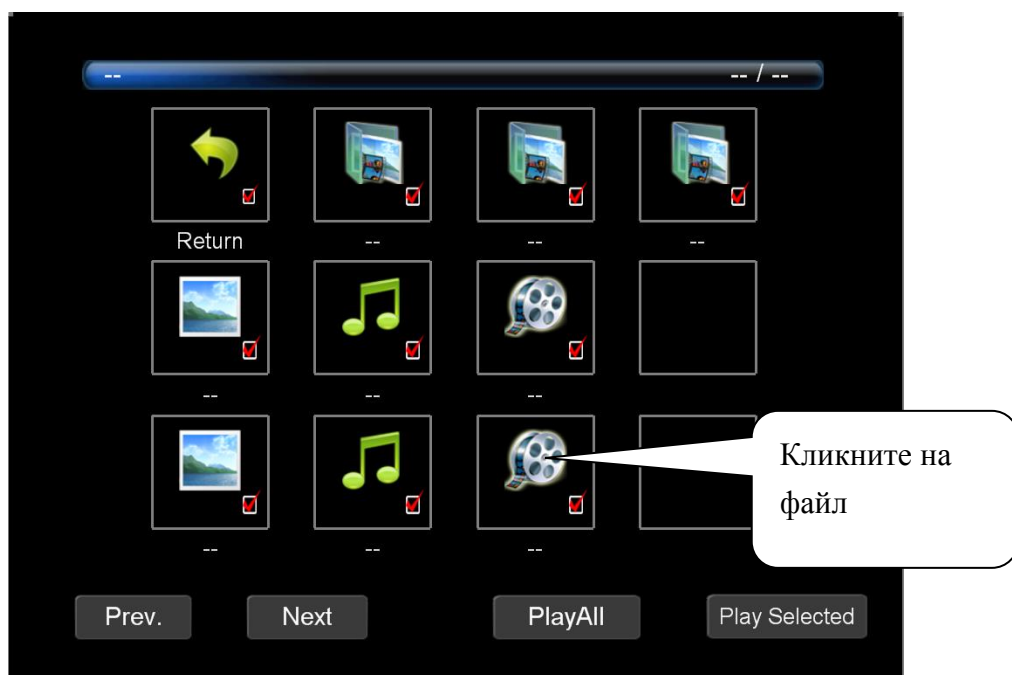 -- -- / --
Return -- -- --
-- -- --
Кликните на
файл
-- -- --
Prev. Next PlayAll Play Selected